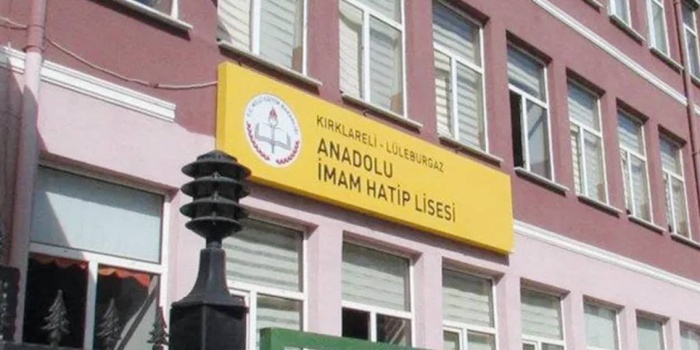 KIRKLARELİ - LÜLEBURGAZ
ANADOLU
İMAM HATİP LİSESİ